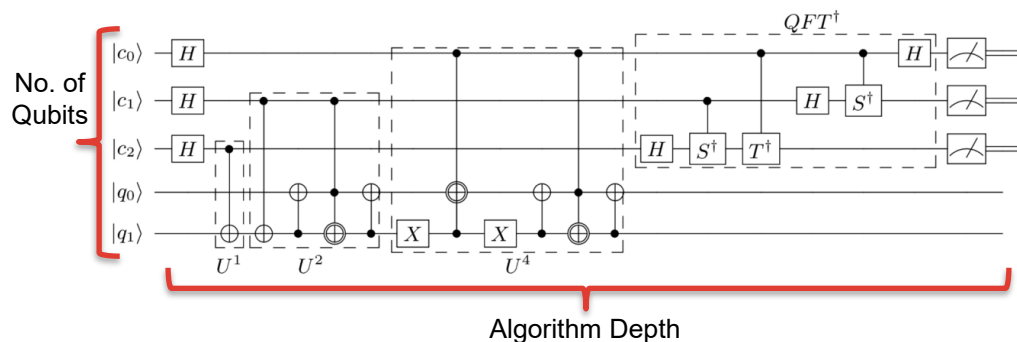 QFT†
|c₀⟩ H H
No. of
Qubits
|c₁⟩ H H S†
|c₂⟩ H H S† T†
|q₀⟩
|q₁⟩ X X
U¹ U² U⁴
Algorithm Depth